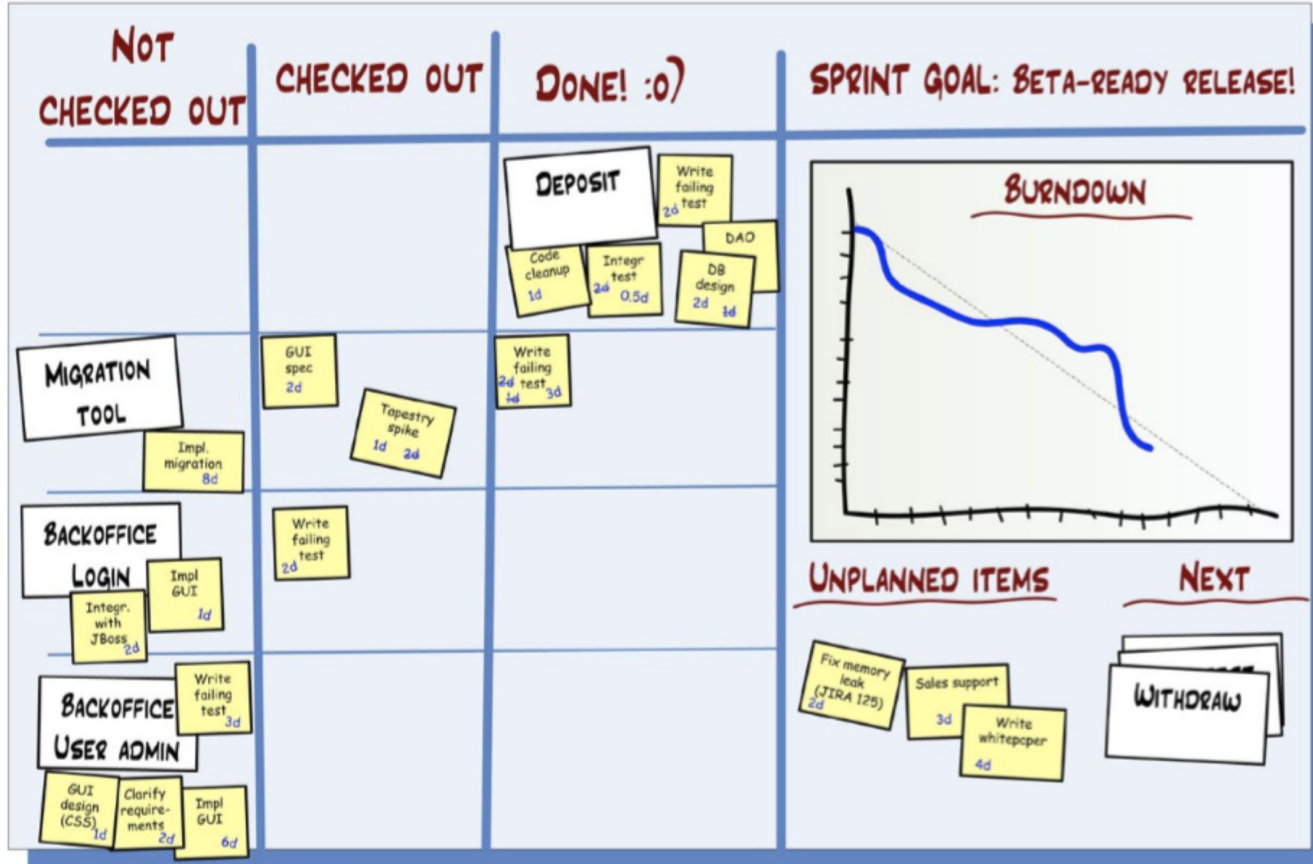 NOT
CHECKED OUT
CHECKED OUT
DONE! :o)
SPRINT GOAL: BETA-READY RELEASE!
DEPOSIT
Write
failing
test
2d
DAO
Code
cleanup
1d
Integr
test
2d
0.5d
DB
design
2d
1d
MIGRATION
TOOL
Impl.
migration
8d
GUI
spec
2d
Tapestry
spike
1d
2d
Write
failing
test
2d
1d
3d
BACKOFFICE
LOGIN
Impl
GUI
1d
Integr.
with
JBoss
2d
Write
failing
test
2d
BACKOFFICE
USER ADMIN
Write
failing
test
3d
GUI
design
(CSS)
1d
Clarify
require-
ments
2d
Impl
GUI
6d
BURNDOWN
UNPLANNED ITEMS
NEXT
Fix memory
leak
(JIRA 125)
2d
Sales support
3d
Write
whitepaper
4d
WITHDRAW